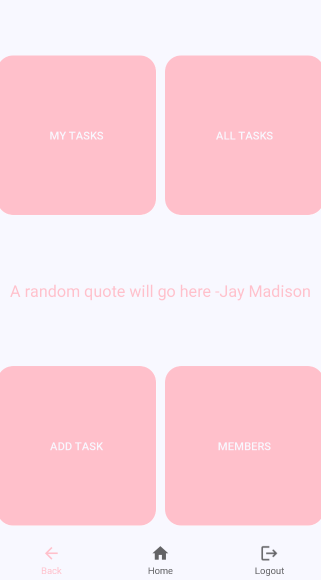 MY TASKS
ALL TASKS
A random quote will go here -Jay Madison
ADD TASK
MEMBERS
Back
Home
Logout